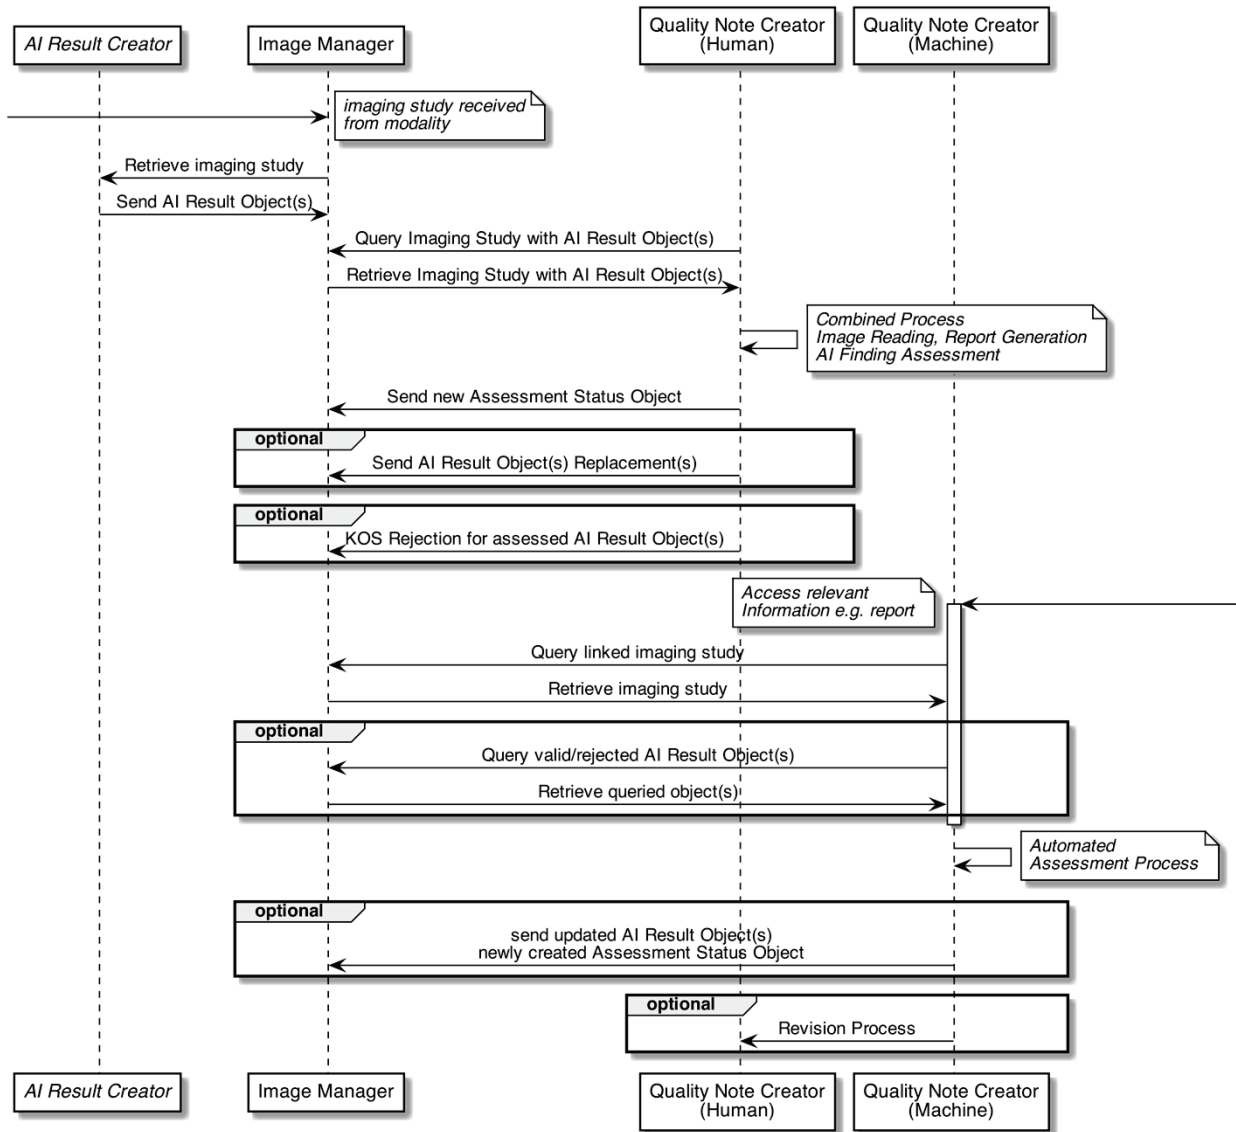 AI Result Creator
Image Manager
Quality Note Creator
(Human)
Quality Note Creator
(Machine)
imaging study received
from modality
Retrieve imaging study
Send AI Result Object(s)
Query Imaging Study with AI Result Object(s)
Retrieve Imaging Study with AI Result Object(s)
Combined Process
Image Reading, Report Generation
AI Finding Assessment
Send new Assessment Status Object
optional
Send AI Result Object(s) Replacement(s)
optional
KOS Rejection for assessed AI Result Object(s)
Access relevant
Information e.g. report
Query linked imaging study
Retrieve imaging study
optional
Query valid/rejected AI Result Object(s)
Retrieve queried object(s)
Automated
Assessment Process
optional
send updated AI Result Object(s)
newly created Assessment Status Object
optional
Revision Process
AI Result Creator
Image Manager
Quality Note Creator
(Human)
Quality Note Creator
(Machine)